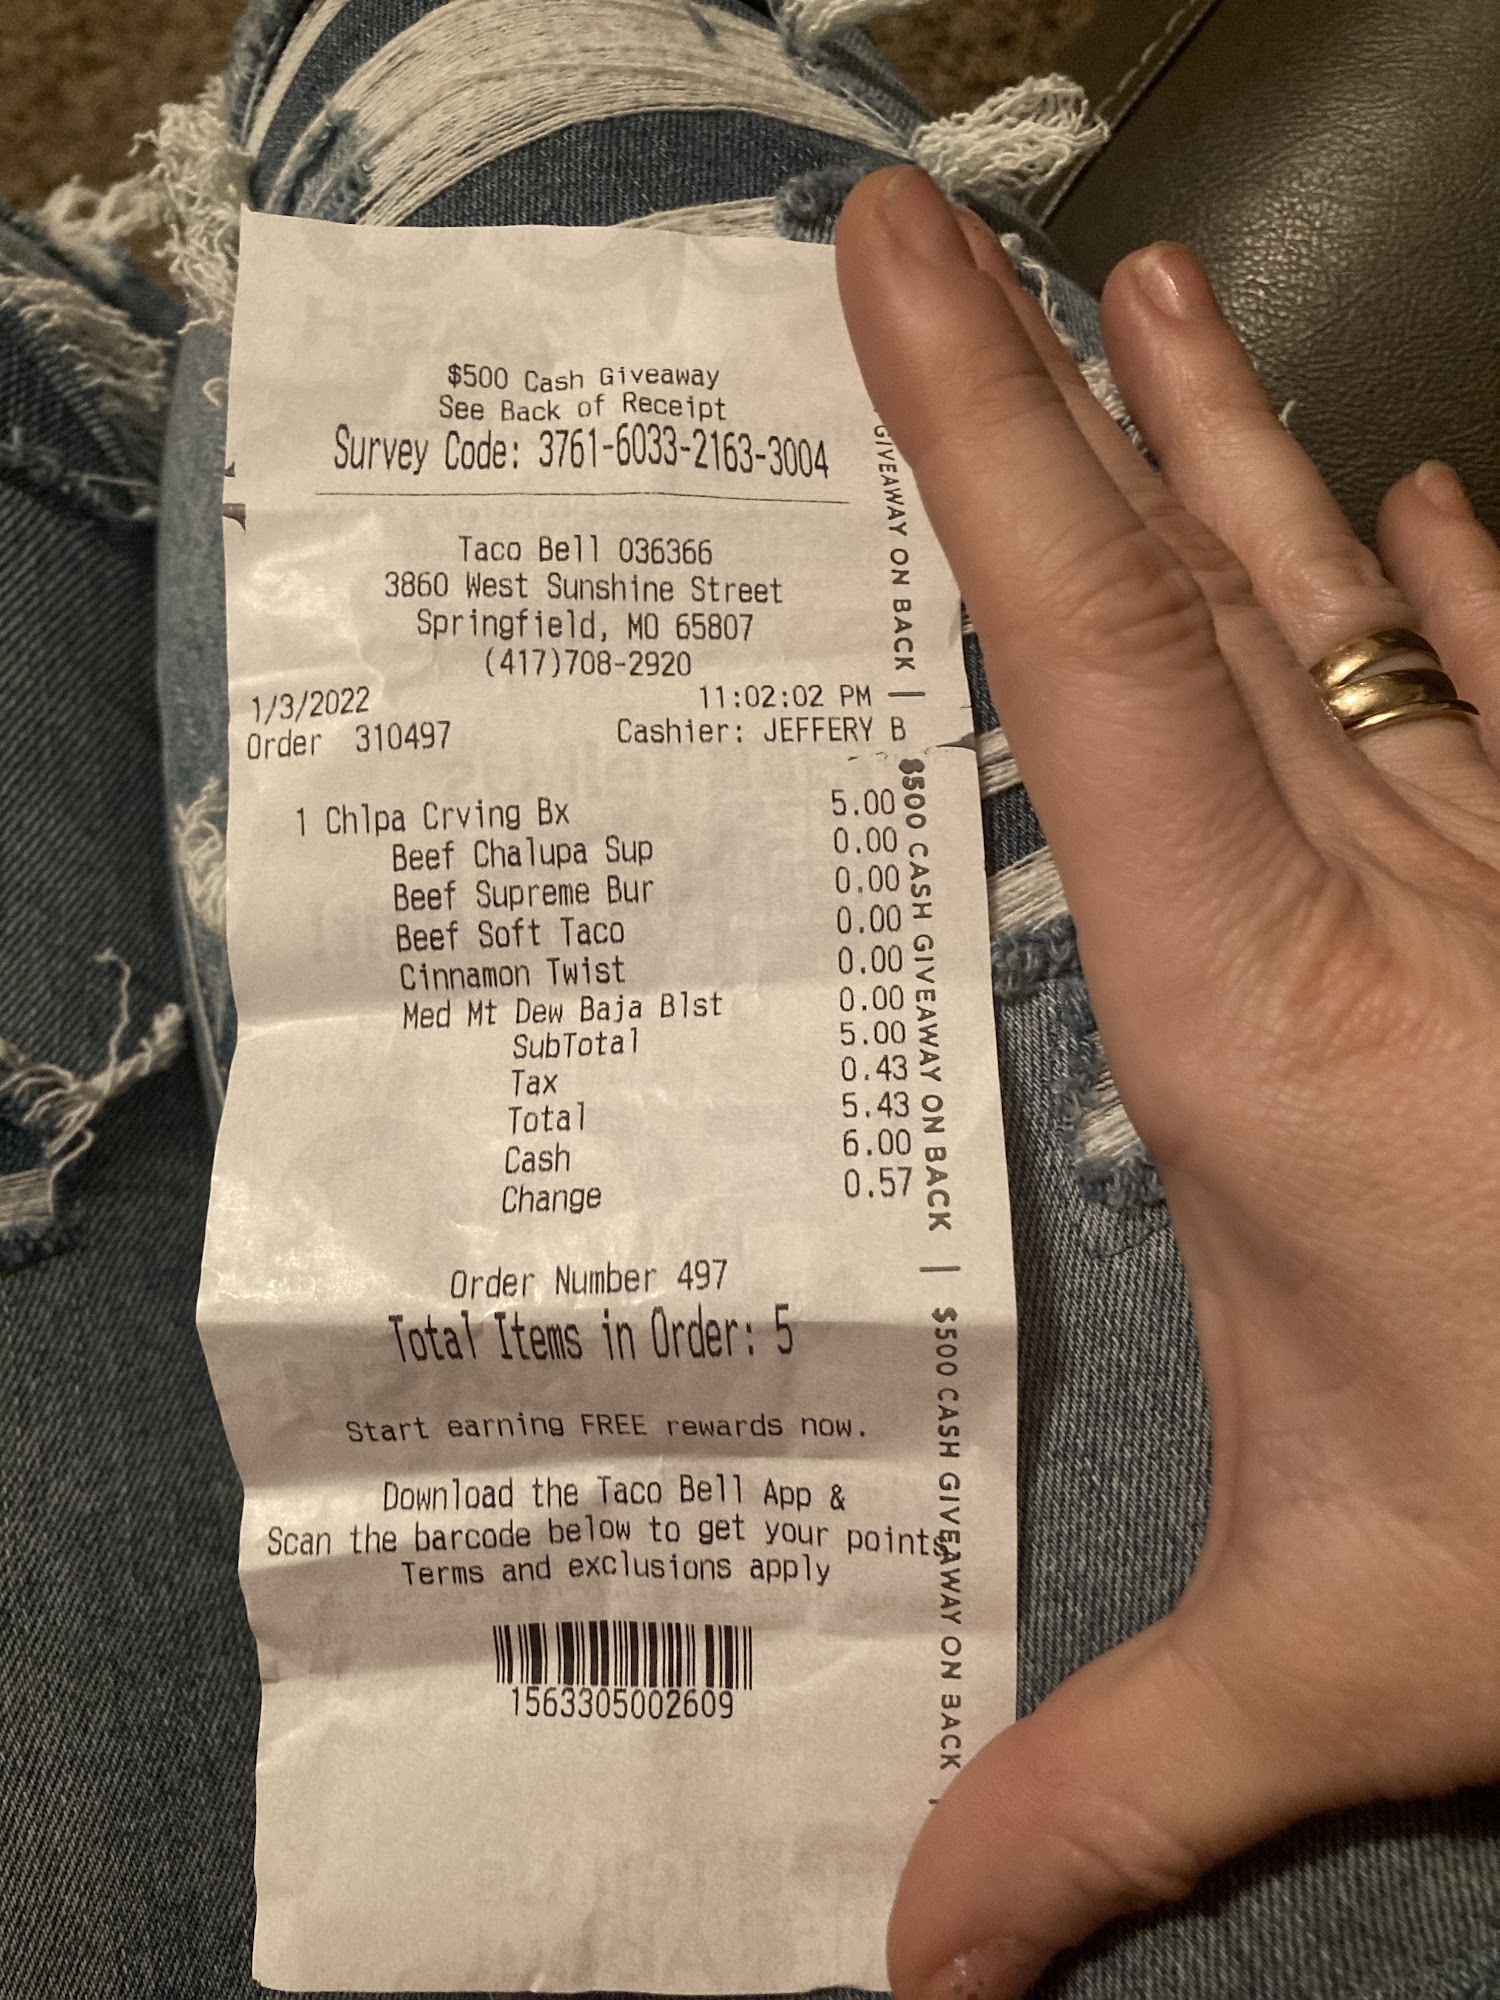 $500 Cash Giveaway
See Back of Receipt
Survey Code: 3761-6033-2163-3004
Taco Bell 036366
3860 West Sunshine Street
Springfield, MO 65807
(417)708-2920
1/3/2022 11:02:02 PM
Order 310497 Cashier: JEFFERY B
1 Chlpa Crving Bx 5.00
Beef Chalupa Sup 0.00
Beef Supreme Bur 0.00
Beef Soft Taco 0.00
Cinnamon Twist 0.00
Med Mt Dew Baja Blst 0.00
SubTotal 5.00
Tax 0.43
Total 5.43
Cash 6.00
Change 0.57
Order Number 497
Total Items in Order: 5
Start earning FREE rewards now.
Download the Taco Bell App &
Scan the barcode below to get your points
Terms and exclusions apply
1563305002609
GIVEAWAY ON BACK |
$500 CASH GIVEAWAY ON BACK |
$500 CASH GIVEAWAY ON BACK